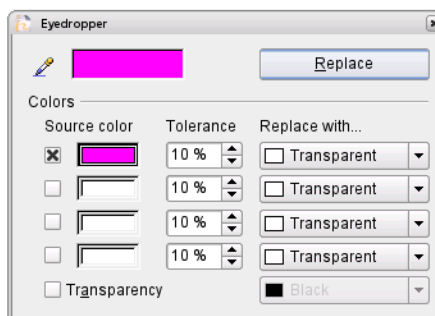 Eyedropper
Replace
Colors
Source color Tolerance Replace with...
10 % Transparent
10 % Transparent
10 % Transparent
10 % Transparent
Transparency Black